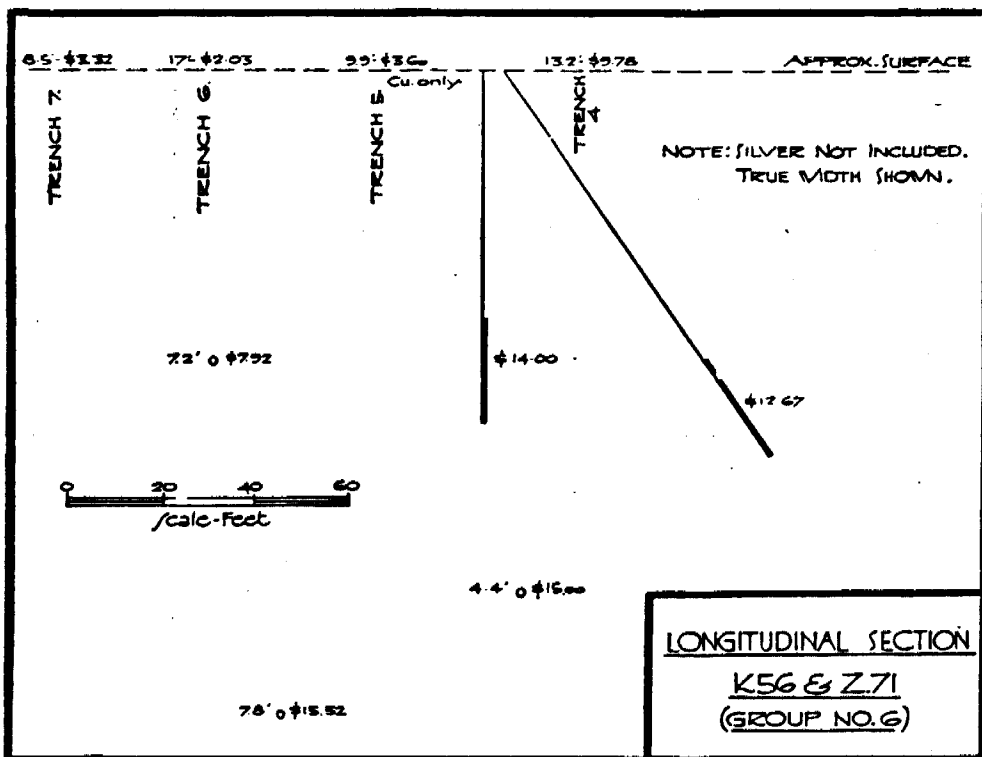 8.5'-$3.32
17'-$2.03
9.9'-$3.60
13.2'-$9.78
APPROX. SURFACE
Cu. only
TRENCH 7.
TRENCH 6.
TRENCH 5
TRENCH 4
NOTE: SILVER NOT INCLUDED.
TRUE WIDTH SHOWN.
7.2' o $7.92
$14.00
$12.67
0 20 40 60
Scale-Feet
4.4' o $15.00
7.8' o $15.52
LONGITUDINAL SECTION
K56 & Z.71
(GROUP NO. 6)